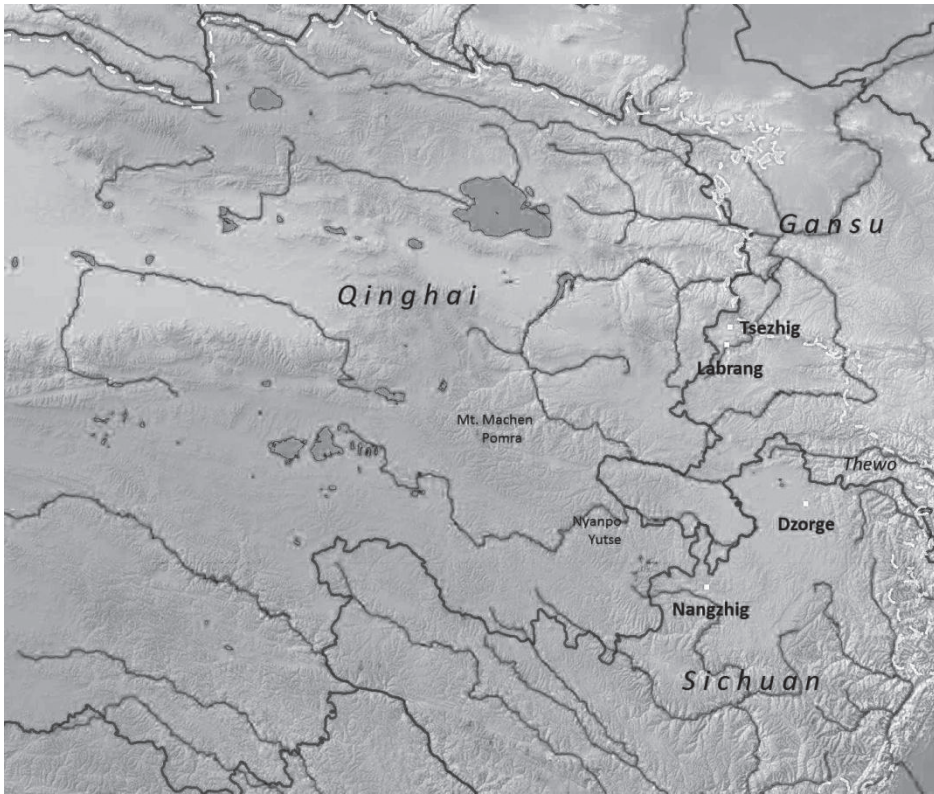 Gansu
Qinghai
Tsezhig
Labrang
Mt. Machen
Pomra
Thewo
Nyanpo
Yutse
Dzorge
Nangzhig
Sichuan